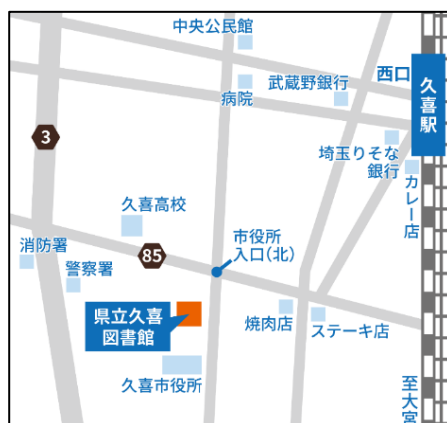 中央公民館
西口
久喜駅
病院
武蔵野銀行
3
埼玉りそな
銀行
カレー店
久喜高校
市役所
入口(北)
消防署
85
警察署
県立久喜
図書館
焼肉店
ステーキ店
久喜市役所
至大宮